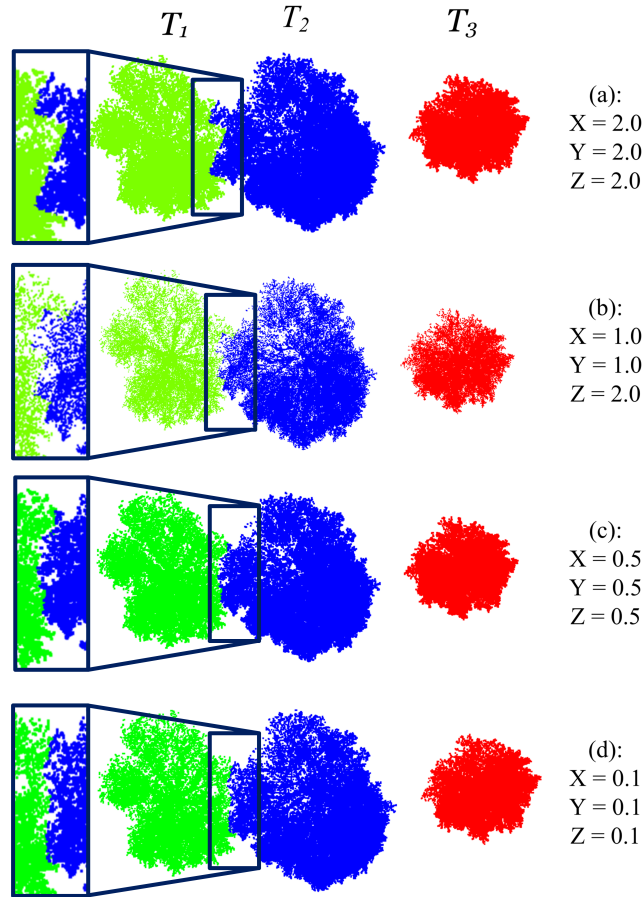 T1 T2 T3
(a):
X = 2.0
Y = 2.0
Z = 2.0
(b):
X = 1.0
Y = 1.0
Z = 2.0
(c):
X = 0.5
Y = 0.5
Z = 0.5
(d):
X = 0.1
Y = 0.1
Z = 0.1